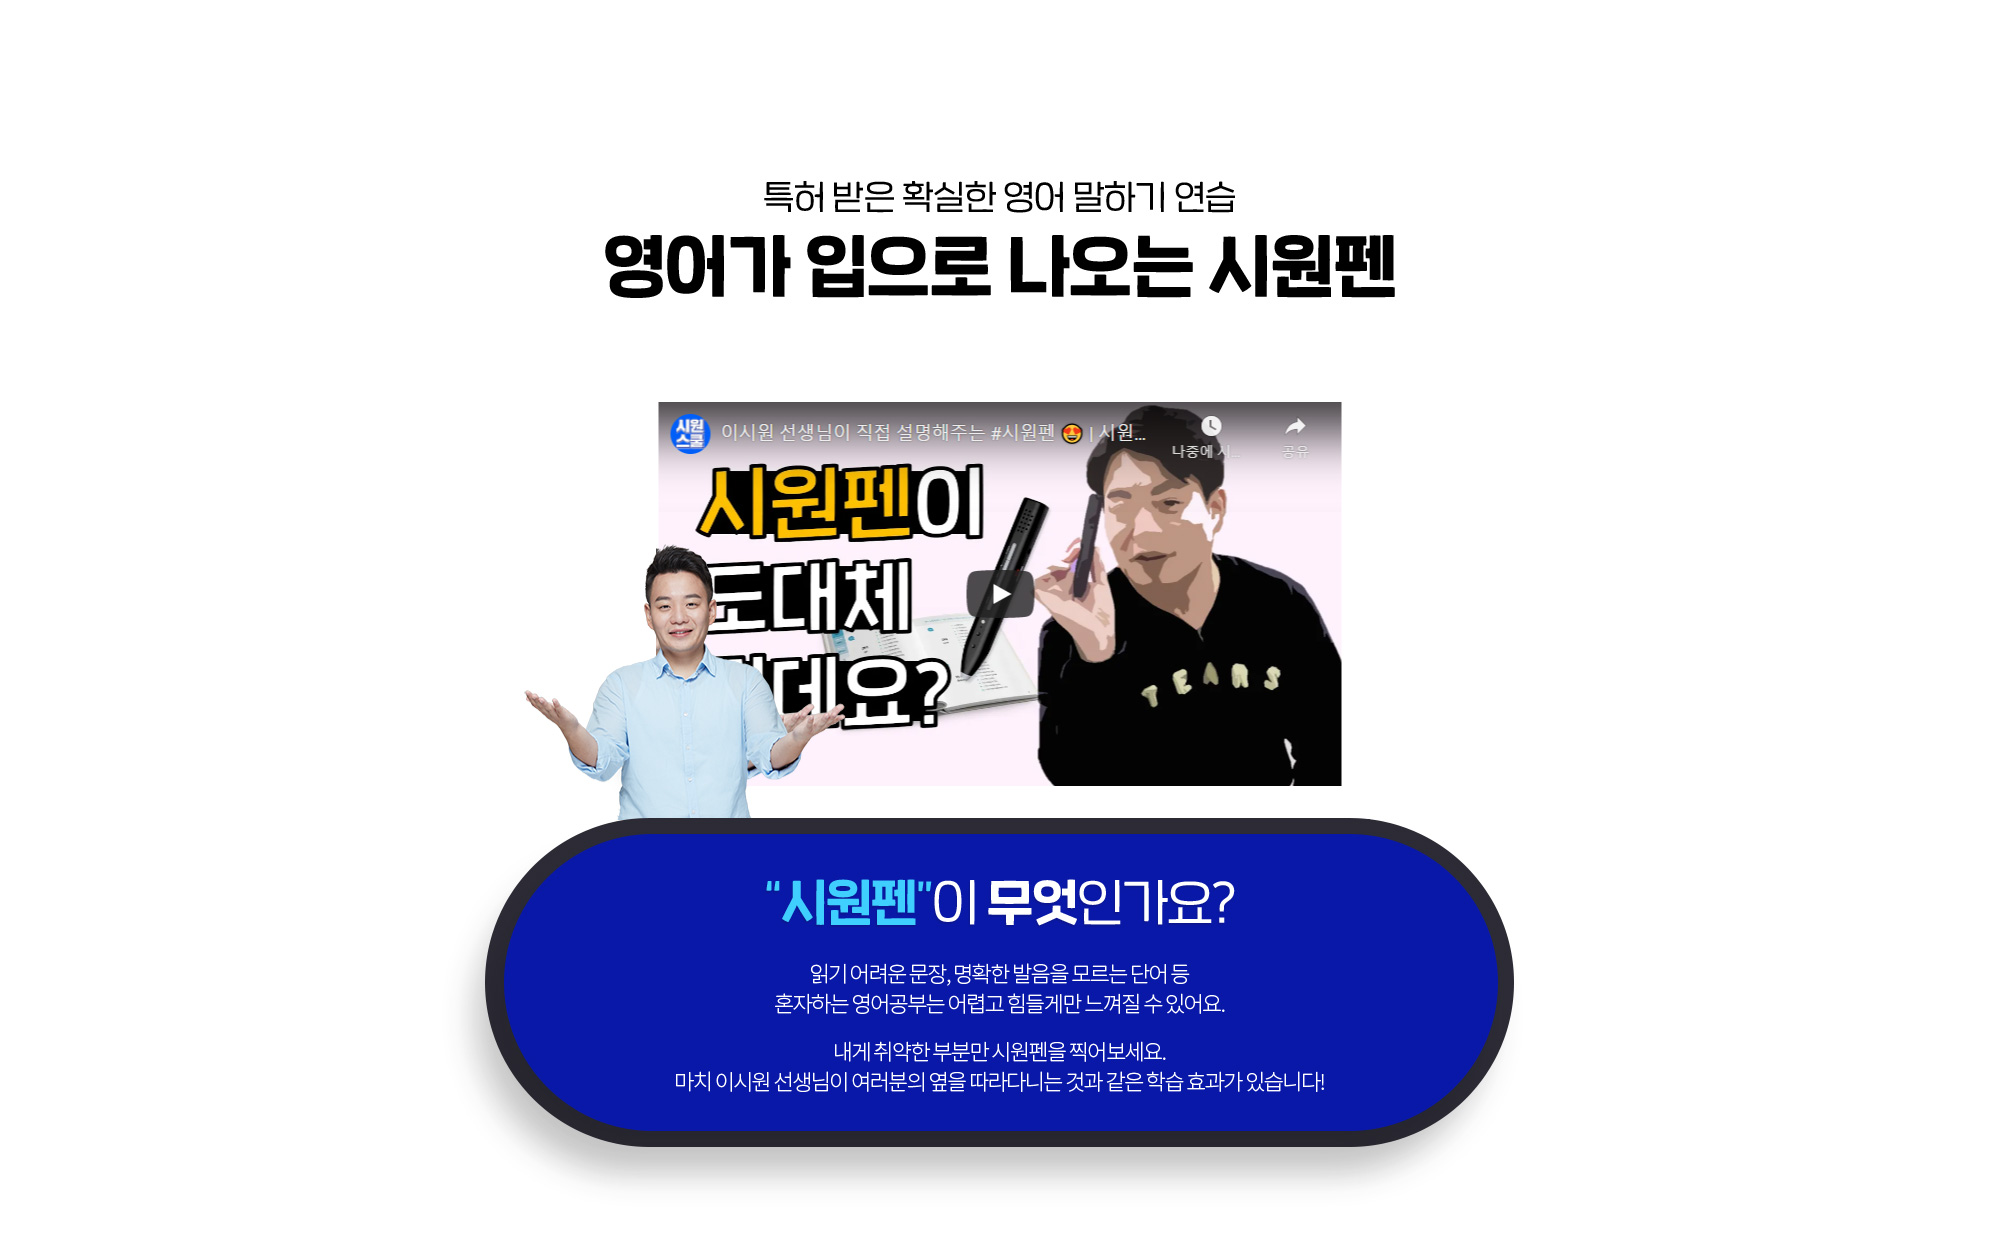 특허 받은 확실한 영어 말하기 연습
영어가 입으로 나오는 시원펜
시원
스쿨
이시원 선생님이 직접 설명해주는 #시원펜 😍 | 시원...
나중에 시...
공유
시원펜이
도대체
데요?
TEARS
“시원펜”이 무엇인가요?
읽기 어려운 문장, 명확한 발음을 모르는 단어 등
혼자하는 영어공부는 어렵고 힘들게만 느껴질 수 있어요.
내게 취약한 부분만 시원펜을 찍어보세요.
마치 이시원 선생님이 여러분의 옆을 따라다니는 것과 같은 학습 효과가 있습니다!